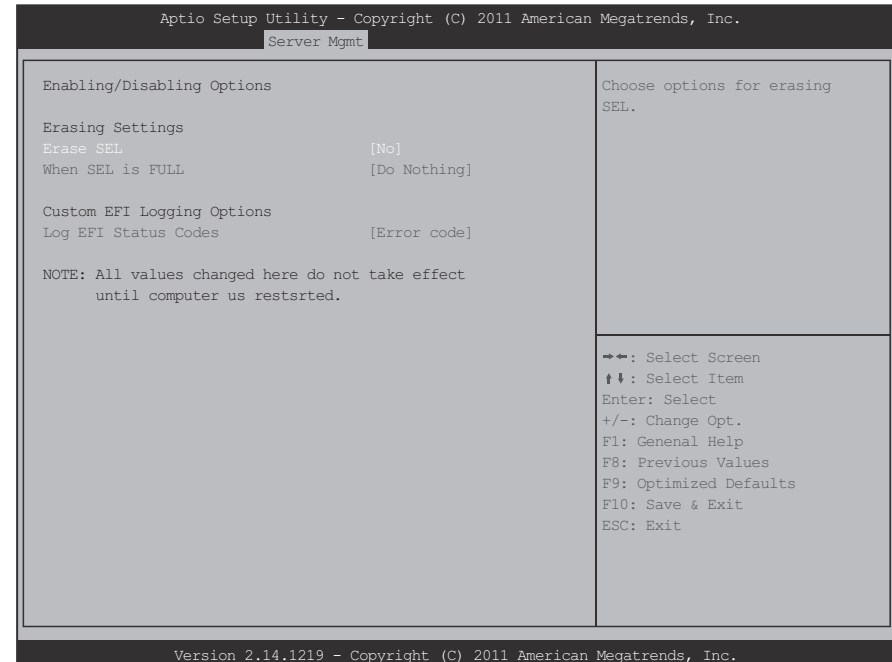 Aptio Setup Utility - Copyright (C) 2011 American Megatrends, Inc.
Server Mgmt
Enabling/Disabling Options
Erasing Settings
Erase SEL [No]
When SEL is FULL [Do Nothing]
Custom EFI Logging Options
Log EFI Status Codes [Error code]
NOTE: All values changed here do not take effect
until computer us restsrted.
Choose options for erasing
SEL.
→←: Select Screen
↑↓: Select Item
Enter: Select
+/-: Change Opt.
F1: Genenal Help
F8: Previous Values
F9: Optimized Defaults
F10: Save & Exit
ESC: Exit
Version 2.14.1219 - Copyright (C) 2011 American Megatrends, Inc.